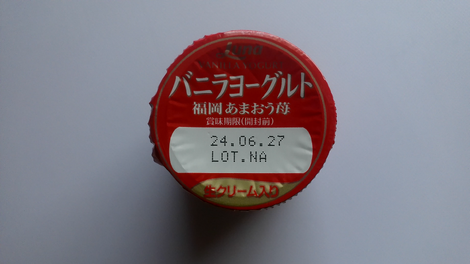 バニラヨーグルト
福岡 あまおう苺
賞味期限(開封前)
24.06.27
LOT.NA
生クリーム入り